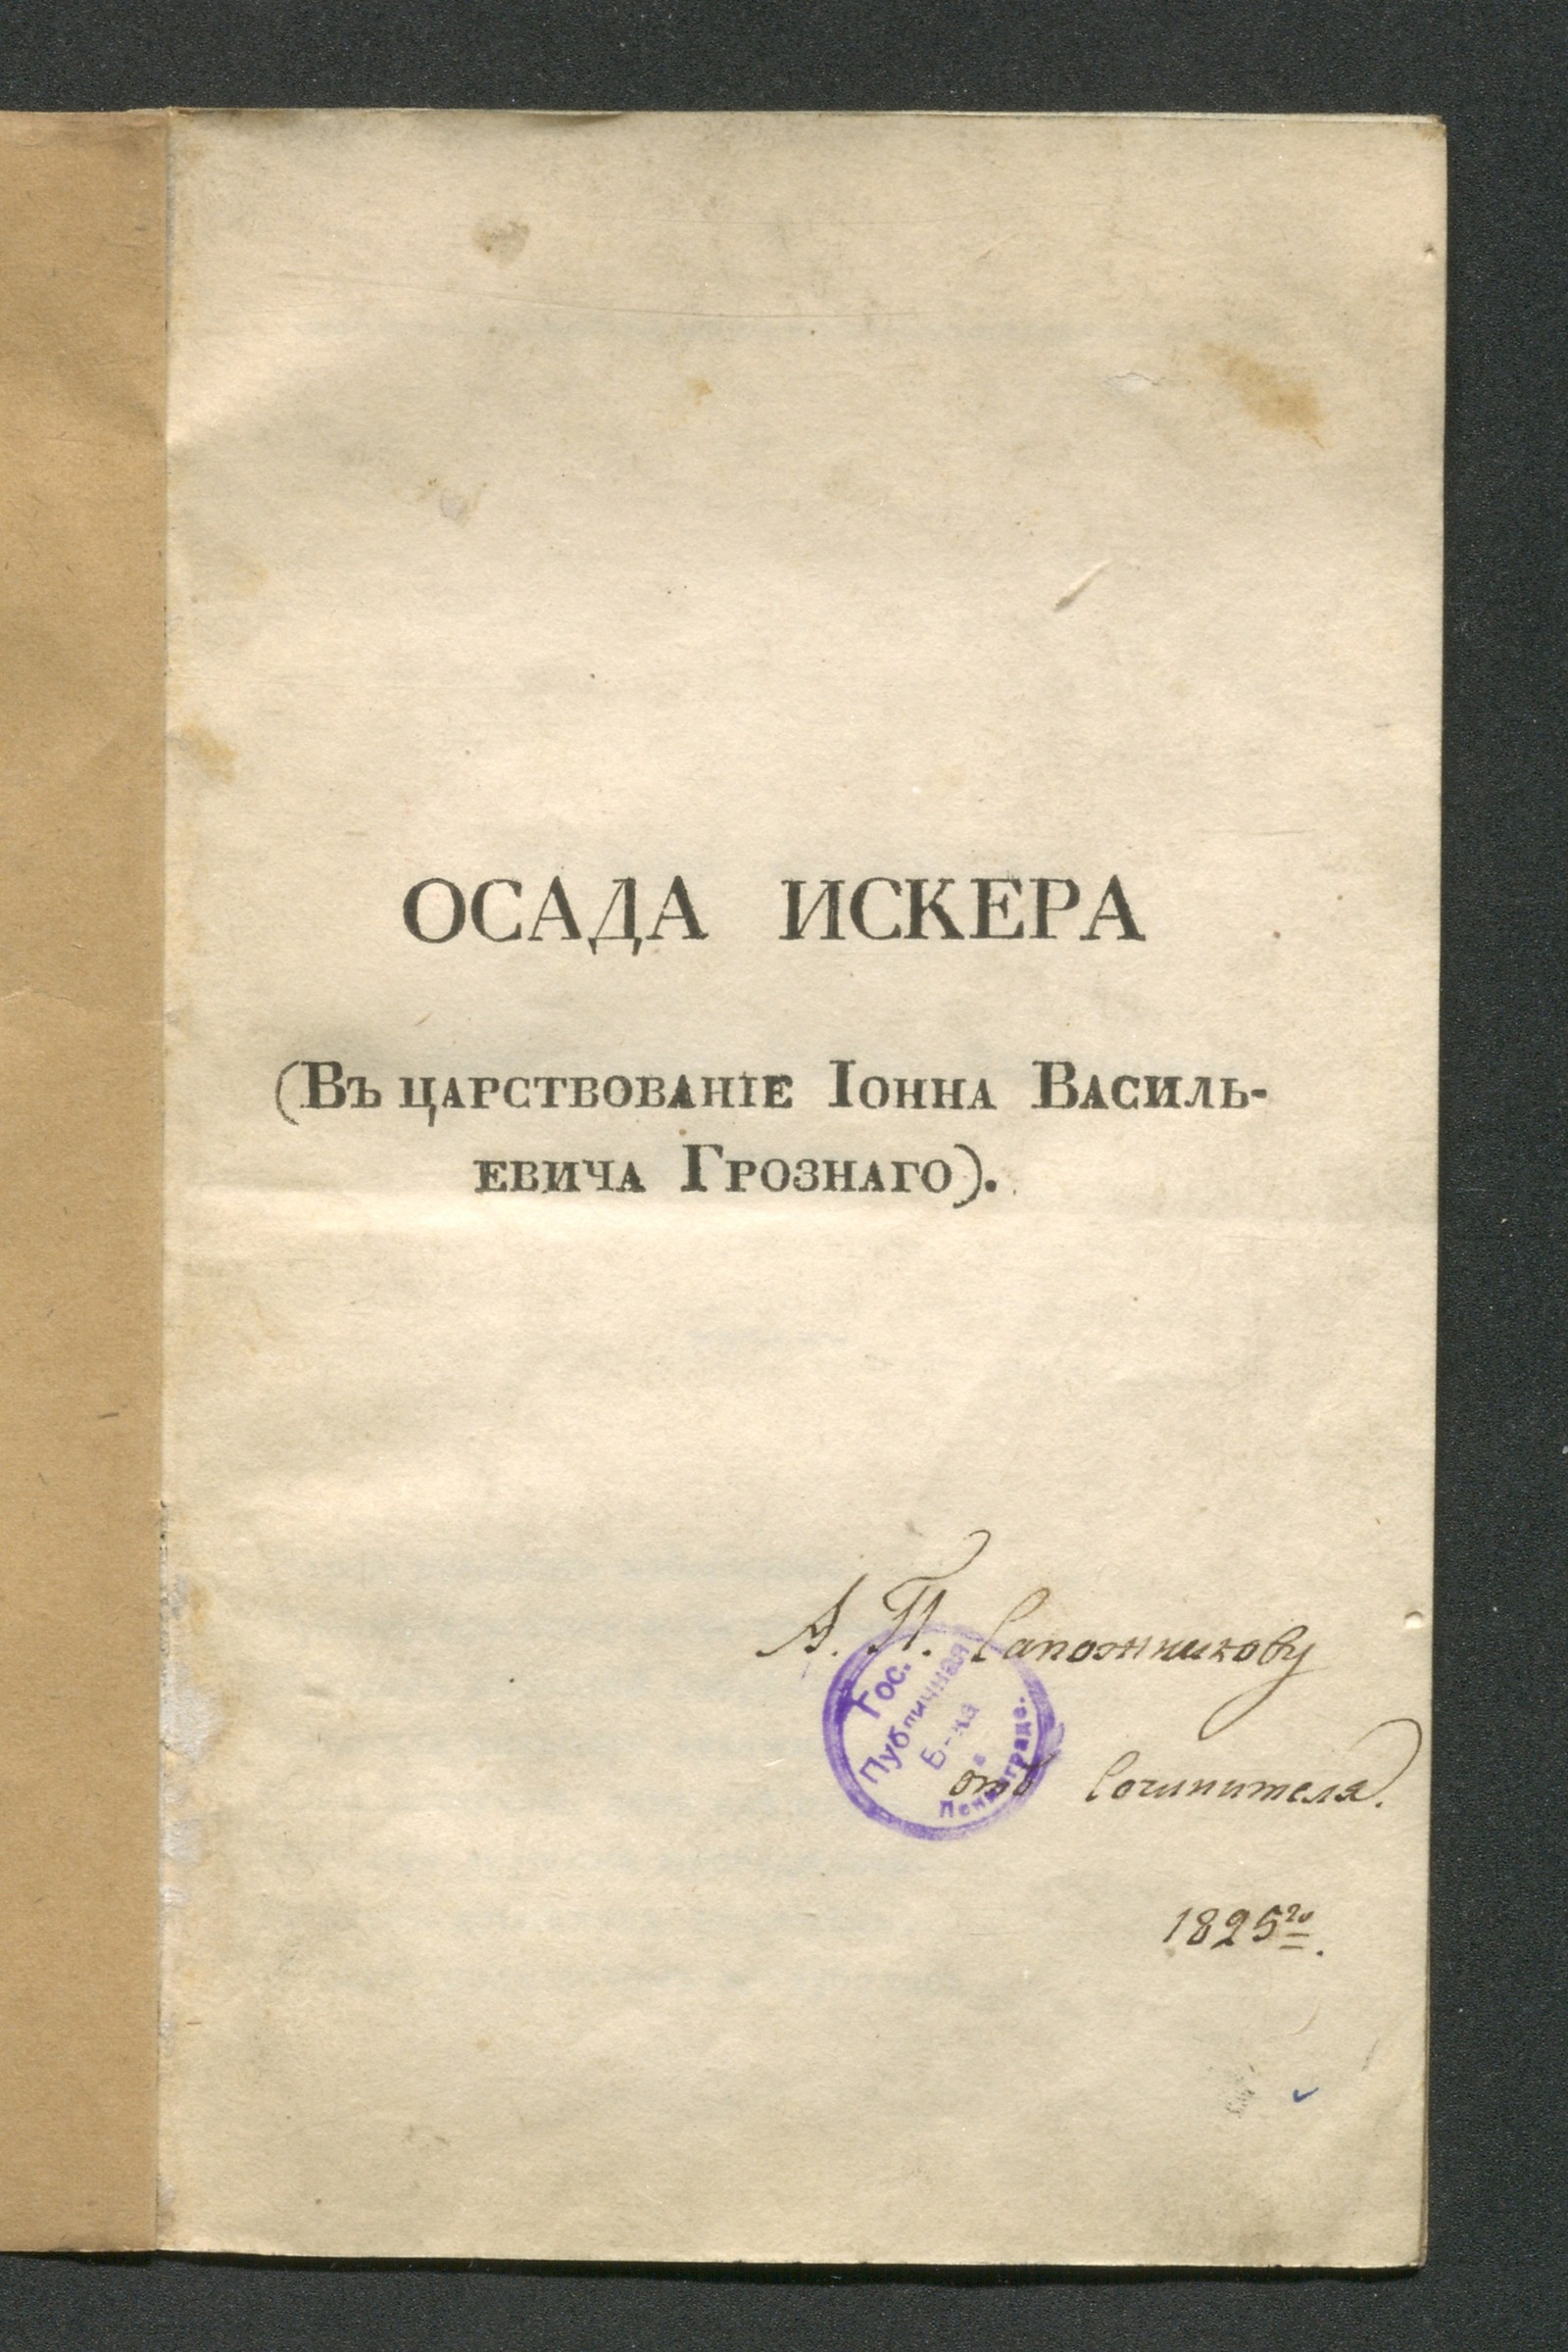 ОСАДА ИСКЕРА
(Въ царствованіе Іонна Василь-
евича Грознаго).
А. П. Сапожникову
отъ Сочинителя.
1825го.
Гос.
Публичная
Б-ка
в
Ленинграде.